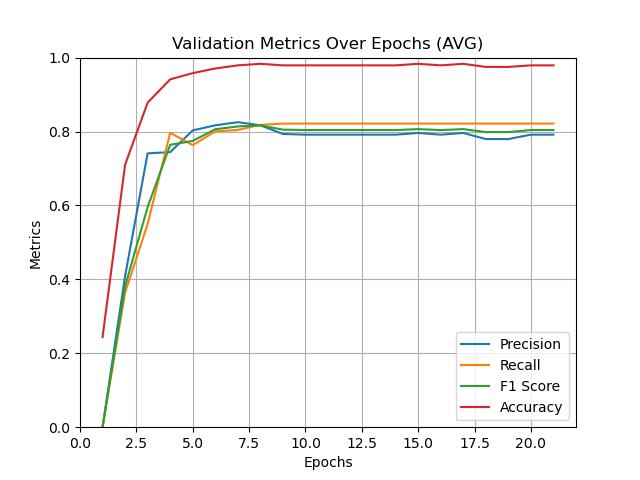 Validation Metrics Over Epochs (AVG)
1.0
0.8
0.6
0.4
0.2
0.0
Metrics
0.0 2.5 5.0 7.5 10.0 12.5 15.0 17.5 20.0
Epochs
Precision
Recall
F1 Score
Accuracy